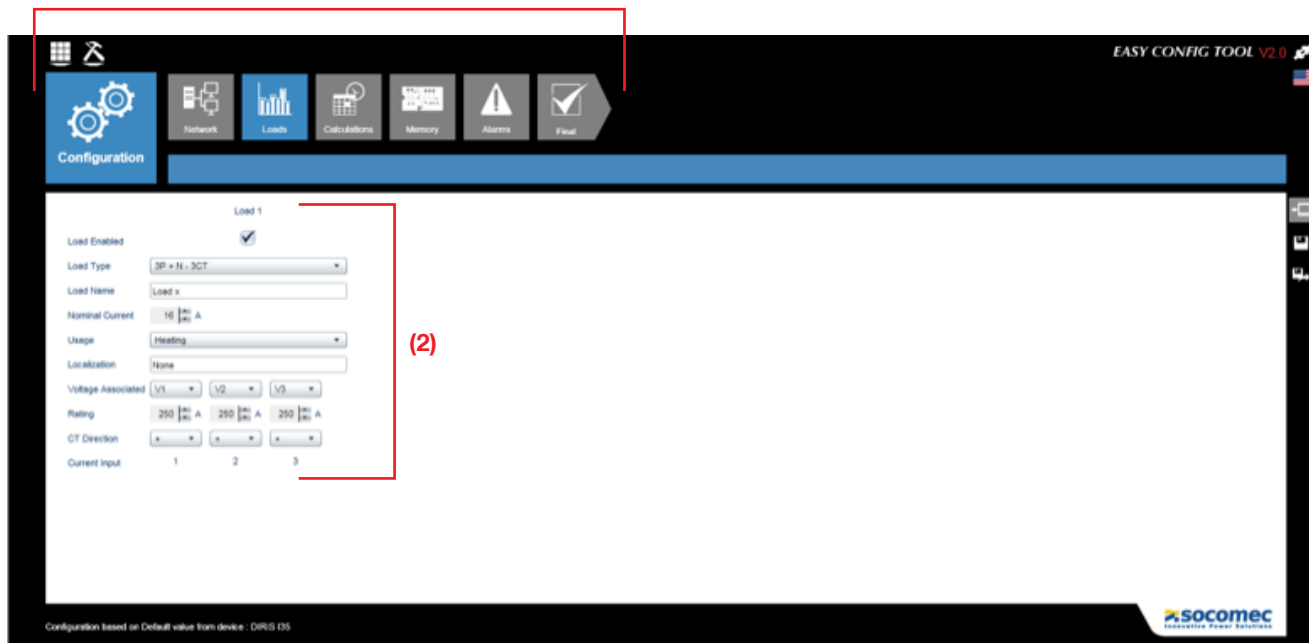 EASY CONFIG TOOL V2.0
Configuration
Network
Loads
Calculations
Memory
Alarms
Final
Load 1
Load Enabled
Load Type 3P + N - 3CT
Load Name Load x
Nominal Current 16 A
Usage Heating
Localization None
Voltage Associated V1 V2 V3
Rating 250 A 250 A 250 A
CT Direction + + +
Current Input 1 2 3
(2)
Configuration based on Default value from device : DIRIS I35
socomec
Innovative Power Solutions